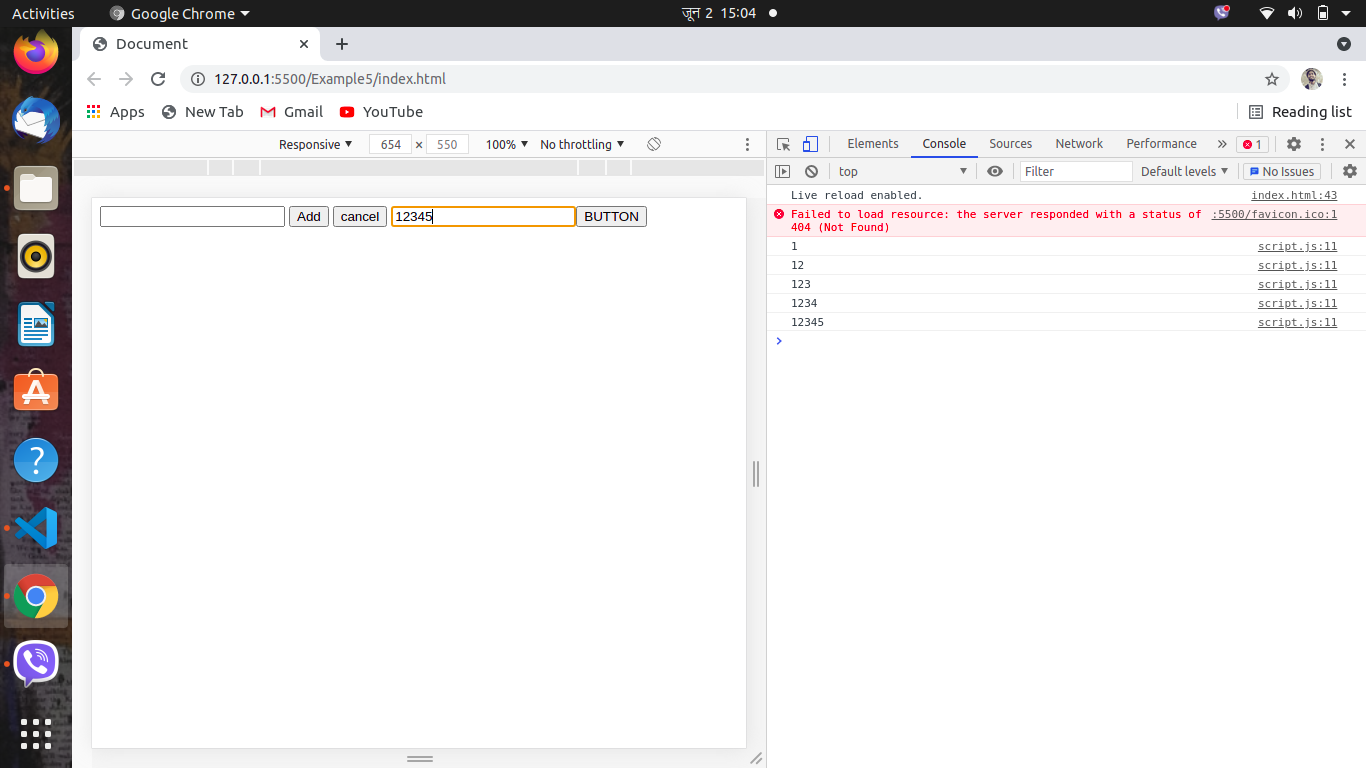 Activities Google Chrome जून 2 15:04
Document
127.0.0.1:5500/Example5/index.html
Apps New Tab Gmail YouTube Reading list
Responsive 654 × 550 100% No throttling
Elements Console Sources Network Performance » 1
top Filter Default levels No Issues
Live reload enabled. index.html:43
Failed to load resource: the server responded with a status of :5500/favicon.ico:1
404 (Not Found)
Add cancel 12345 BUTTON
1 script.js:11
12 script.js:11
123 script.js:11
1234 script.js:11
12345 script.js:11